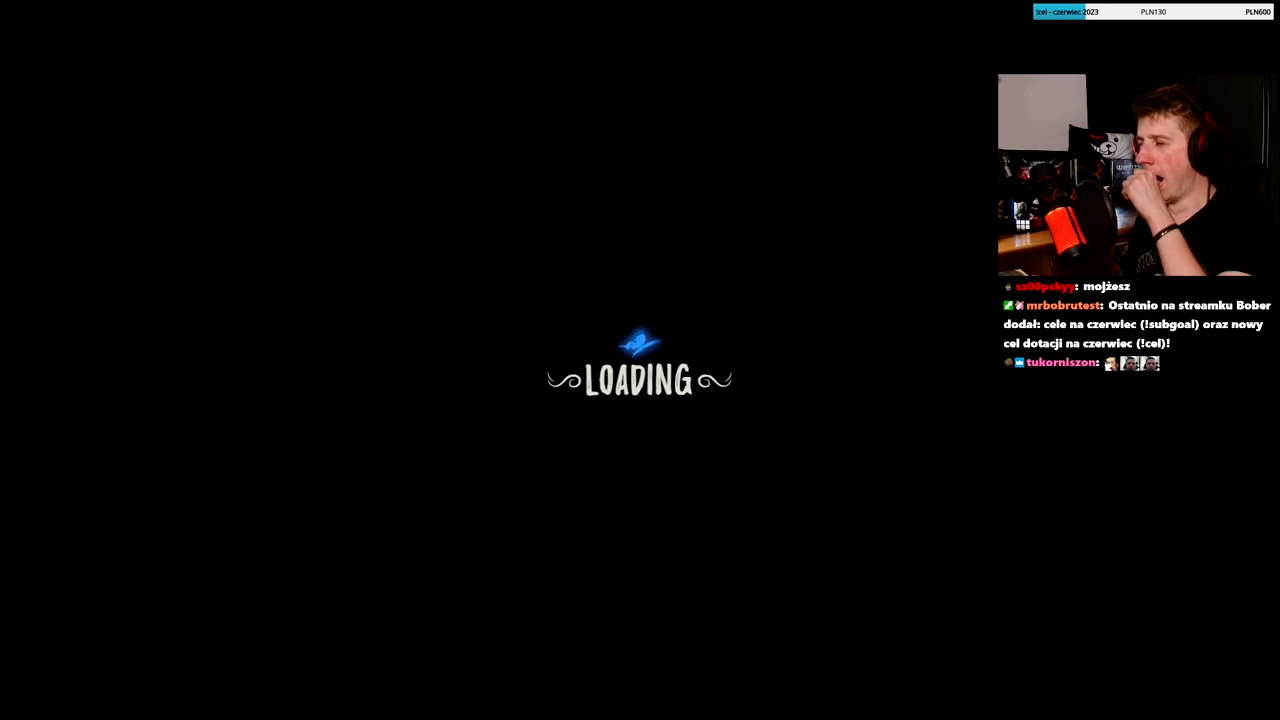 !cel - czerwiec 2023 PLN130 PLN600
sz00pskyy: mojżesz
mrbobrutest: Ostatnio na streamku Bober
dodał: cele na czerwiec (!subgoal) oraz nowy
cel dotacji na czerwiec (!cel)!
tukorniszon:
LOADING